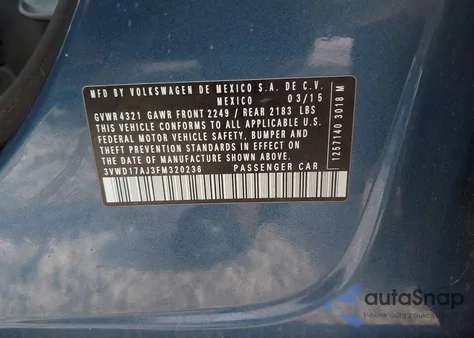 MFD BY VOLKSWAGEN DE MEXICO S.A. DE C.V.
MEXICO 03/15
GVWR 4321 GAWR FRONT 2249 / REAR 2183 LBS
THIS VEHICLE CONFORMS TO ALL APPLICABLE U.S.
FEDERAL MOTOR VEHICLE SAFETY, BUMPER AND
THEFT PREVENTION STANDARDS IN EFFECT ON
THE DATE OF MANUFACTURE SHOWN ABOVE
3VWD17AJ3FM320236 PASSENGER CAR
1257140 3018 M
autoSnap